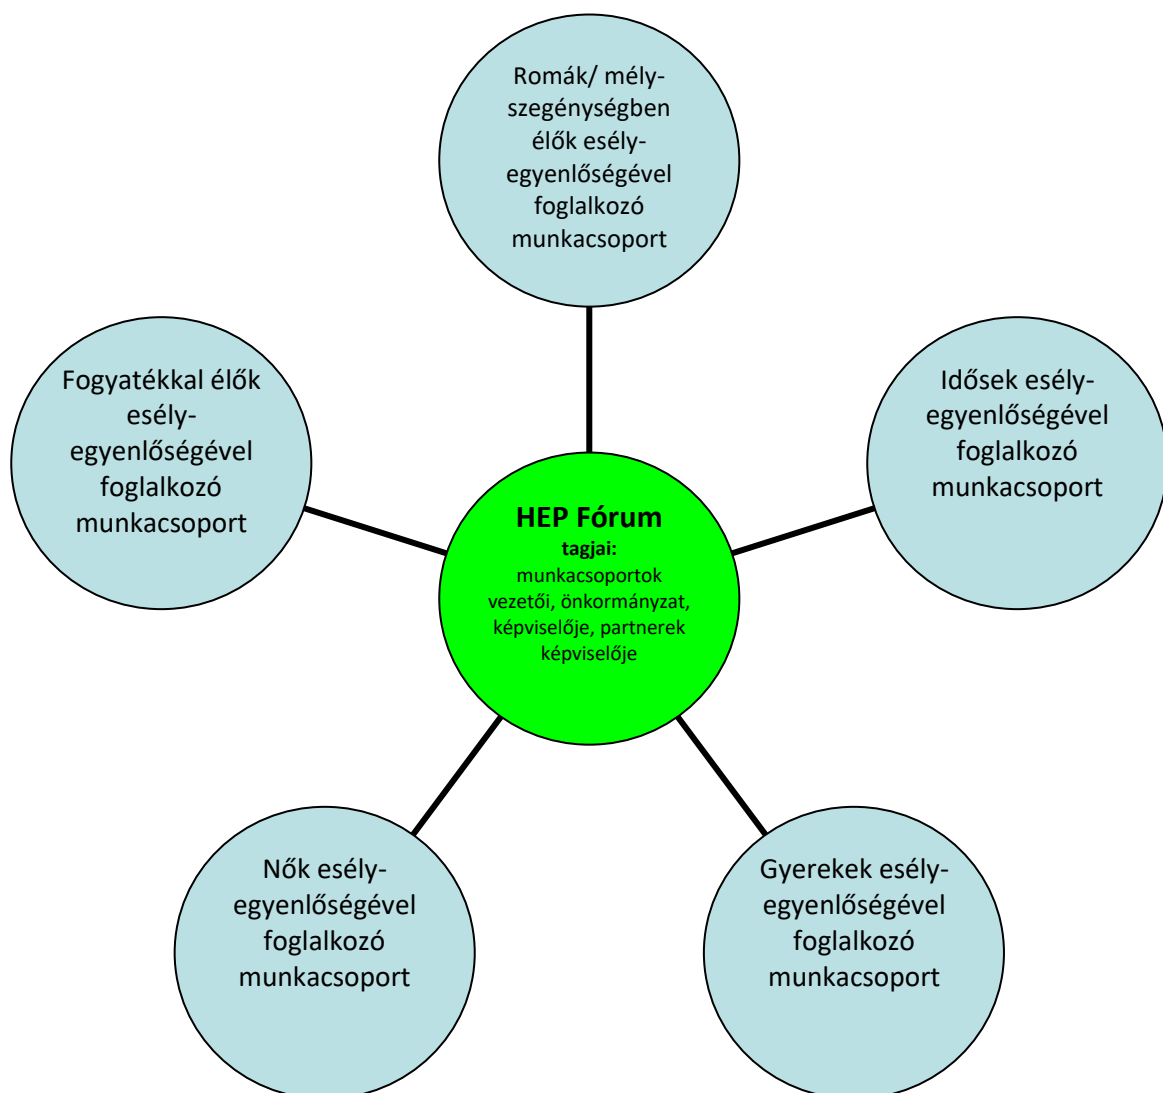 Romák/ mély-
szegénységben
élők esély-
egyenlőségével
foglalkozó
munkacsoport
Fogyatékkal élők
esély-
egyenlőségével
foglalkozó
munkacsoport
Idősek esély-
egyenlőségével
foglalkozó
munkacsoport
HEP Fórum
tagjai:
munkacsoportok
vezetői, önkormányzat,
képviselője, partnerek
képviselője
Nők esély-
egyenlőségével
foglalkozó
munkacsoport
Gyerekek esély-
egyenlőségével
foglalkozó
munkacsoport